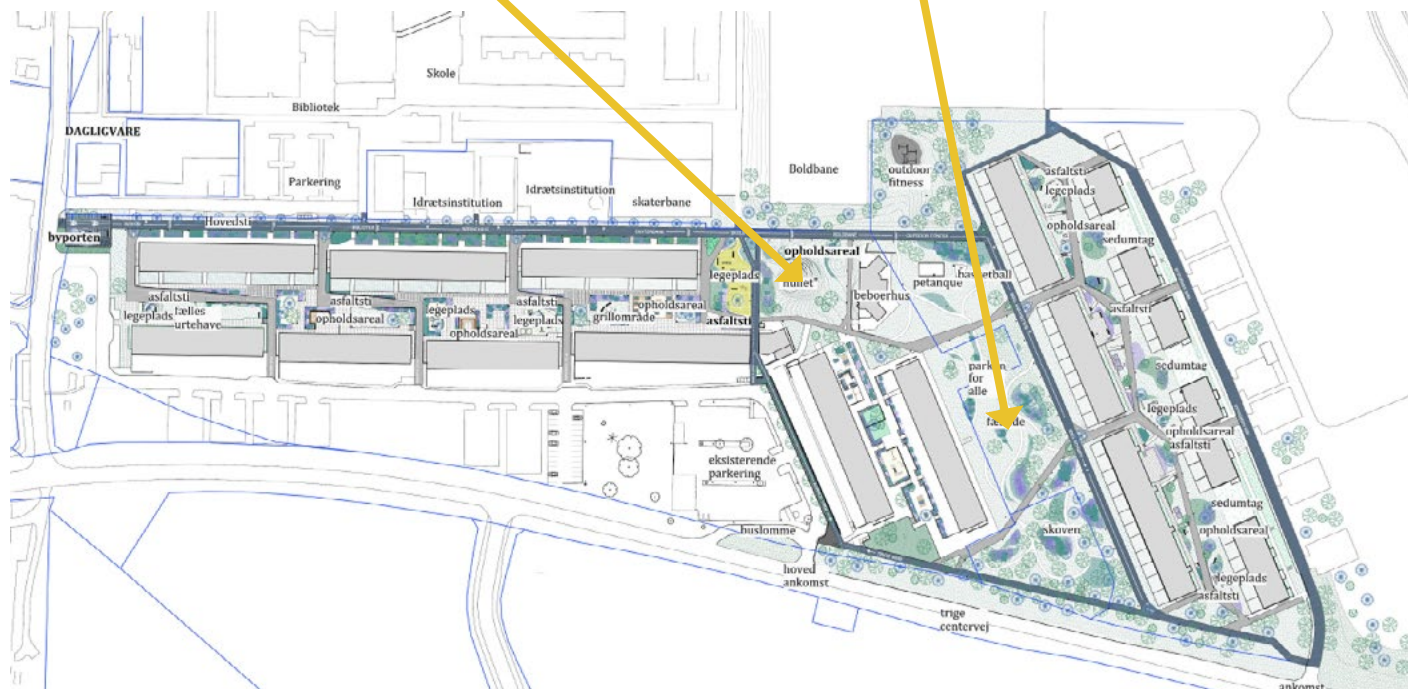 Skole
Bibliotek
DAGLIGVARE
Parkering
Idrætsinstitution
Idrætsinstitution
skaterbane
Boldbane
outdoor
fitness
Hovedsti
byporten
asfaltsti
legeplads
opholdsareal
sedumtag
opholdsareal
legeplads
beboerhus
petanque
asfaltsti
legeplads
fælles
urtehave
asfaltsti
opholdsareal
legeplads
opholdsareal
asfaltsti
legeplads
grillområde
opholdsareal
asfaltsti
asfaltsti
parken
for
alle
sedumtag
legeplads
opholdsareal
asfaltsti
eksisterende
parkering
sedumtag
skoven
opholdsareal
buslomme
hoved
ankomst
legeplads
asfaltsti
trige
centervej
ankomst